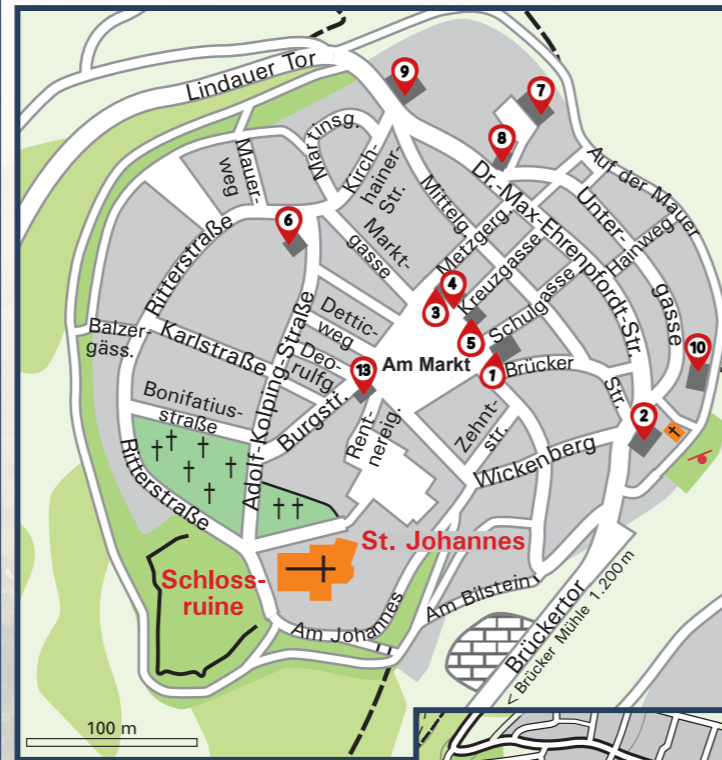 Lindauer Tor
9
7
8
Auf der Mauer
Mauer-
weg
Martinsg.
Kirch-
hainer-
Str.
Mittelg.
Dr.-Max-Ehrenpfordt-Str.
Unter-
gasse
Metzgerg.
Markt-
gasse
6
Ritterstraße
Kreuzgasse
Schulgasse
Hainweg
4
3
5
10
Dettic-
weg
Balzer-
gäss.
Karlstraße
Deo-
rulfg.
13
Am Markt
1
Brücker
Str.
2
Bonifatius-
straße
Adolf-Kolping-Straße
Burgstr.
Rent-
nereig.
Zehnt-
str.
Wickenberg
Ritterstraße
St. Johannes
Schloss-
ruine
Am Johannes
Am Bilstein
Brückertor
< Brücker Mühle 1.200 m
100 m